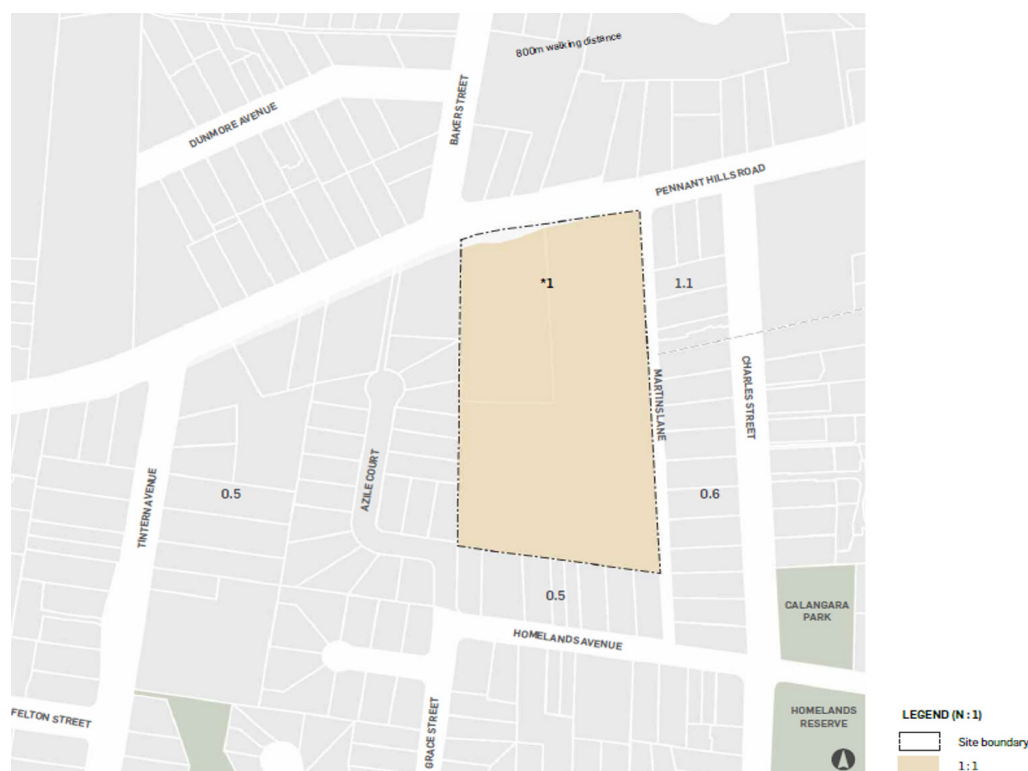 800m walking distance
BAKER STREET
DUNMORE AVENUE
PENNANT HILLS ROAD
*1
1.1
MARTINS LANE
CHARLES STREET
AZILE COURT
TINTERN AVENUE
0.5
0.6
0.5
CALANGARA
PARK
HOMELANDS AVENUE
FELTON STREET
GRACE STREET
HOMELANDS
RESERVE
LEGEND (N : 1)
Site boundary
1 : 1